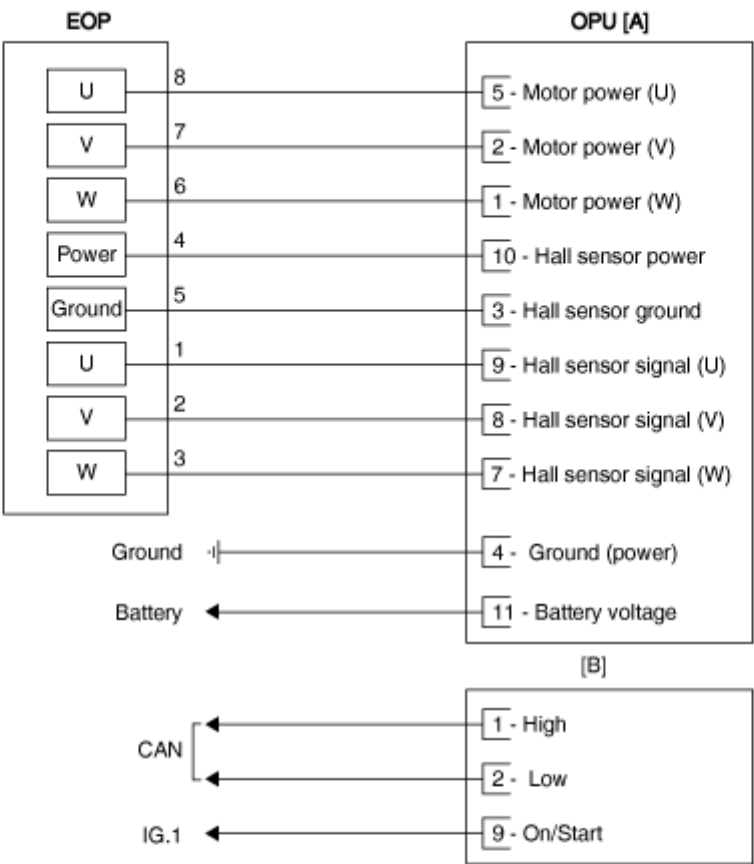 EOP OPU [A]
U 8 5 - Motor power (U)
V 7 2 - Motor power (V)
W 6 1 - Motor power (W)
Power 4 10 - Hall sensor power
Ground 5 3 - Hall sensor ground
U 1 9 - Hall sensor signal (U)
V 2 8 - Hall sensor signal (V)
W 3 7 - Hall sensor signal (W)
Ground 4 - Ground (power)
Battery 11 - Battery voltage
[B]
1 - High
CAN
2 - Low
IG.1 9 - On/Start